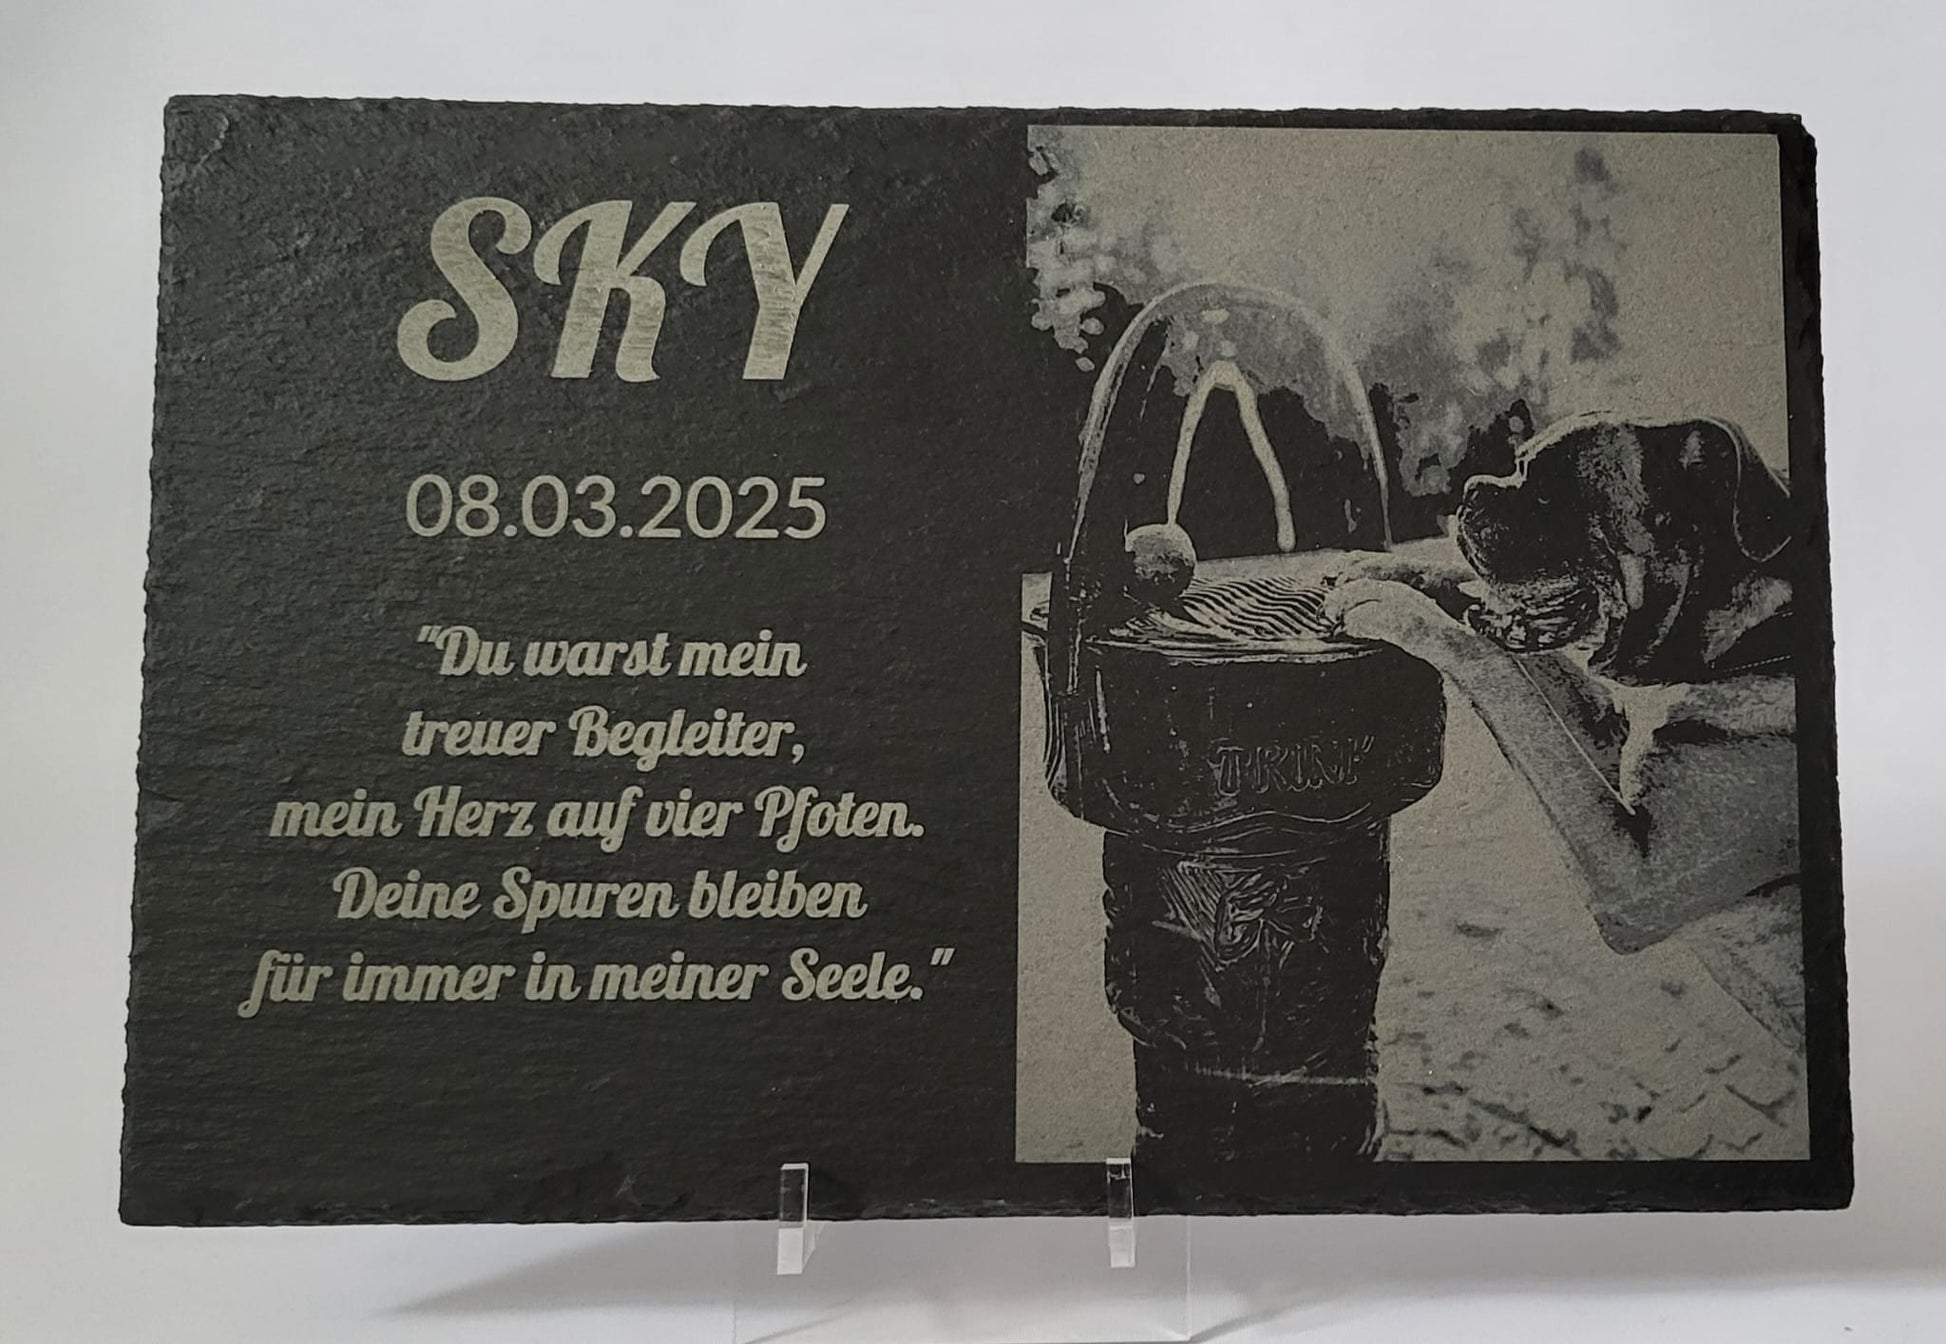 SKY
08.03.2025
"Du warst mein
treuer Begleiter,
mein Herz auf vier Pfoten.
Deine Spuren bleiben
für immer in meiner Seele."